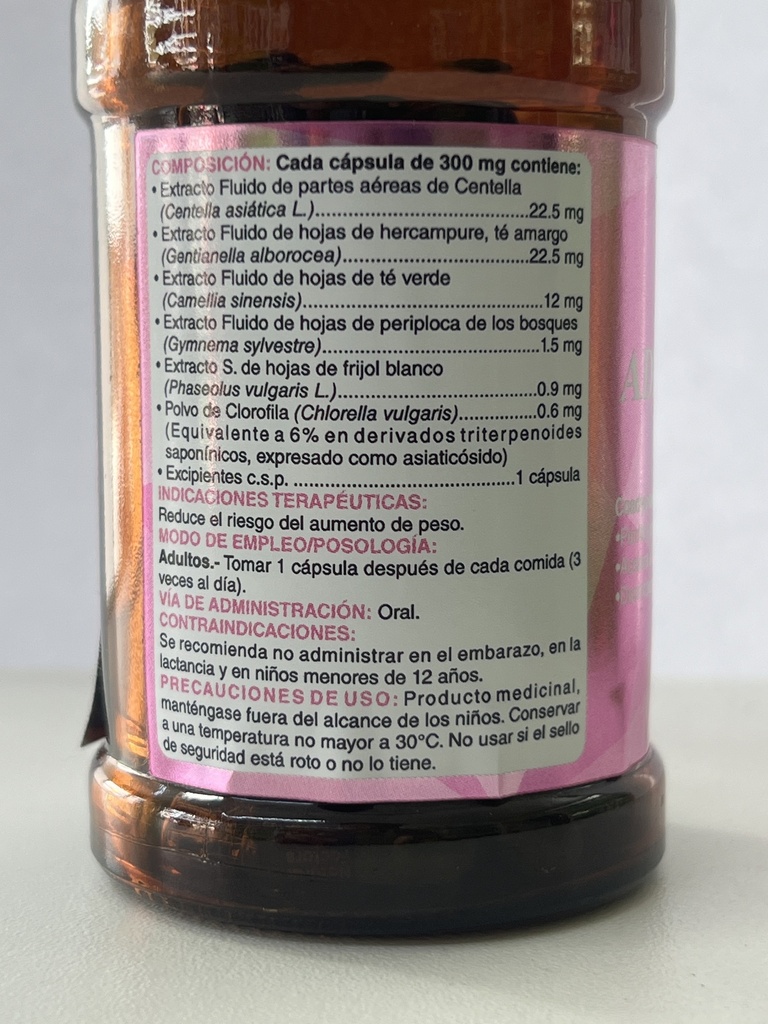 COMPOSICIÓN: Cada cápsula de 300 mg contiene:
• Extracto Fluido de partes aéreas de Centella
(Centella asiática L.)..................................22.5 mg
• Extracto Fluido de hojas de hercampure, té amargo
(Gentianella alborocea)..............................22.5 mg
• Extracto Fluido de hojas de té verde
(Camellia sinensis).......................................12 mg
• Extracto Fluido de hojas de periploca de los bosques
(Gymnema sylvestre)...................................1.5 mg
• Extracto S. de hojas de frijol blanco
(Phaseolus vulgaris L.)................................0.9 mg
• Polvo de Clorofila (Chlorella vulgaris).............0.6 mg
(Equivalente a 6% en derivados triterpenoides
saponínicos, expresado como asiaticósido)
• Excipientes c.s.p. ....................................1 cápsula
INDICACIONES TERAPÉUTICAS:
Reduce el riesgo del aumento de peso.
MODO DE EMPLEO/POSOLOGÍA:
Adultos.- Tomar 1 cápsula después de cada comida (3
veces al día).
VÍA DE ADMINISTRACIÓN: Oral.
CONTRAINDICACIONES:
Se recomienda no administrar en el embarazo, en la
lactancia y en niños menores de 12 años.
PRECAUCIONES DE USO: Producto medicinal,
manténgase fuera del alcance de los niños. Conservar
a una temperatura no mayor a 30°C. No usar si el sello
de seguridad está roto o no lo tiene.